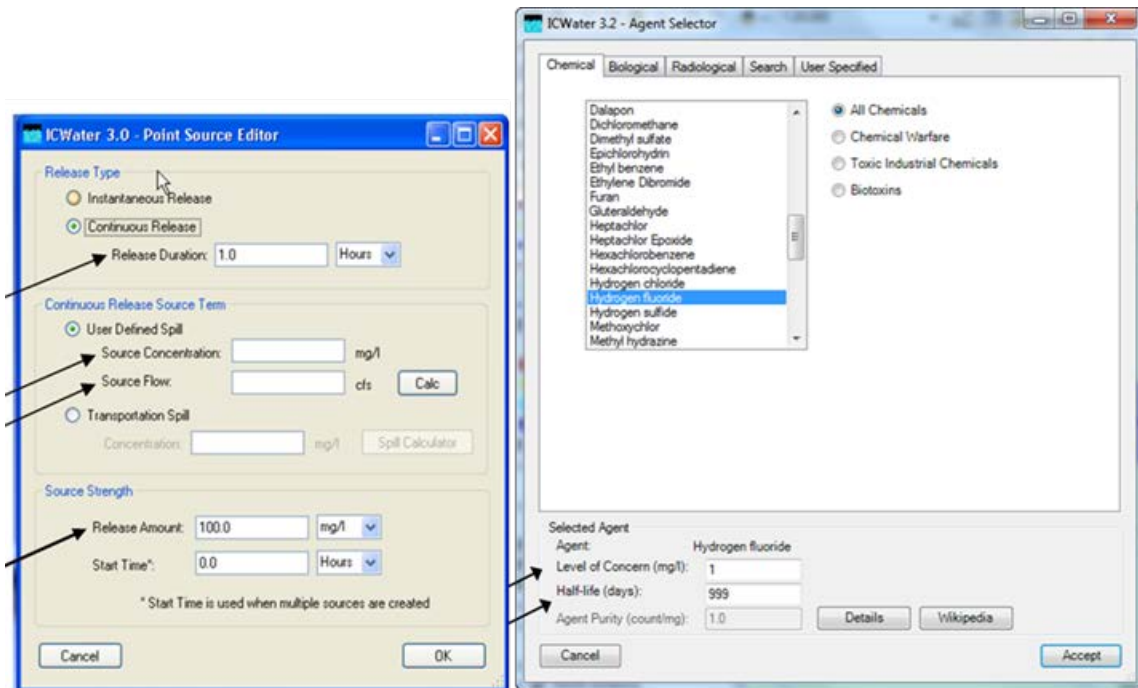 ICWater 3.0 - Point Source Editor
Release Type
Instantaneous Release
Continuous Release
Release Duration: 1.0 Hours
Continuous Release Source Term
User Defined Spill
Source Concentration: mg/l
Source Flow: cfs Calc
Transportation Spill
Concentration: mg/l Spill Calculator
Source Strength
Release Amount: 100.0 mg/l
Start Time*: 0.0 Hours
* Start Time is used when multiple sources are created
Cancel OK
ICWater 3.2 - Agent Selector
Chemical Biological Radiological Search User Specified
Dalapon
Dichloromethane
Dimethyl sulfate
Epichlorohydrin
Ethyl benzene
Ethylene Dibromide
Furan
Gluteraldehyde
Heptachlor
Heptachlor Epoxide
Hexachlorobenzene
Hexachlorocyclopentadiene
Hydrogen chloride
Hydrogen fluoride
Hydrogen sulfide
Methoxychlor
Methyl hydrazine
All Chemicals
Chemical Warfare
Toxic Industrial Chemicals
Biotoxins
Selected Agent
Agent: Hydrogen fluoride
Level of Concern (mg/l): 1
Half-life (days): 999
Agent Purity (count/mg): 1.0 Details Wikipedia
Cancel Accept